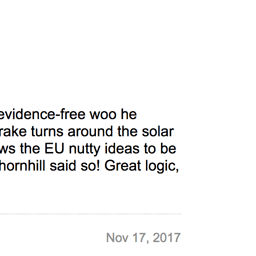 evidence-free woo he
rake turns around the solar
ws the EU nutty ideas to be
hornhill said so! Great logic,
Nov 17, 2017